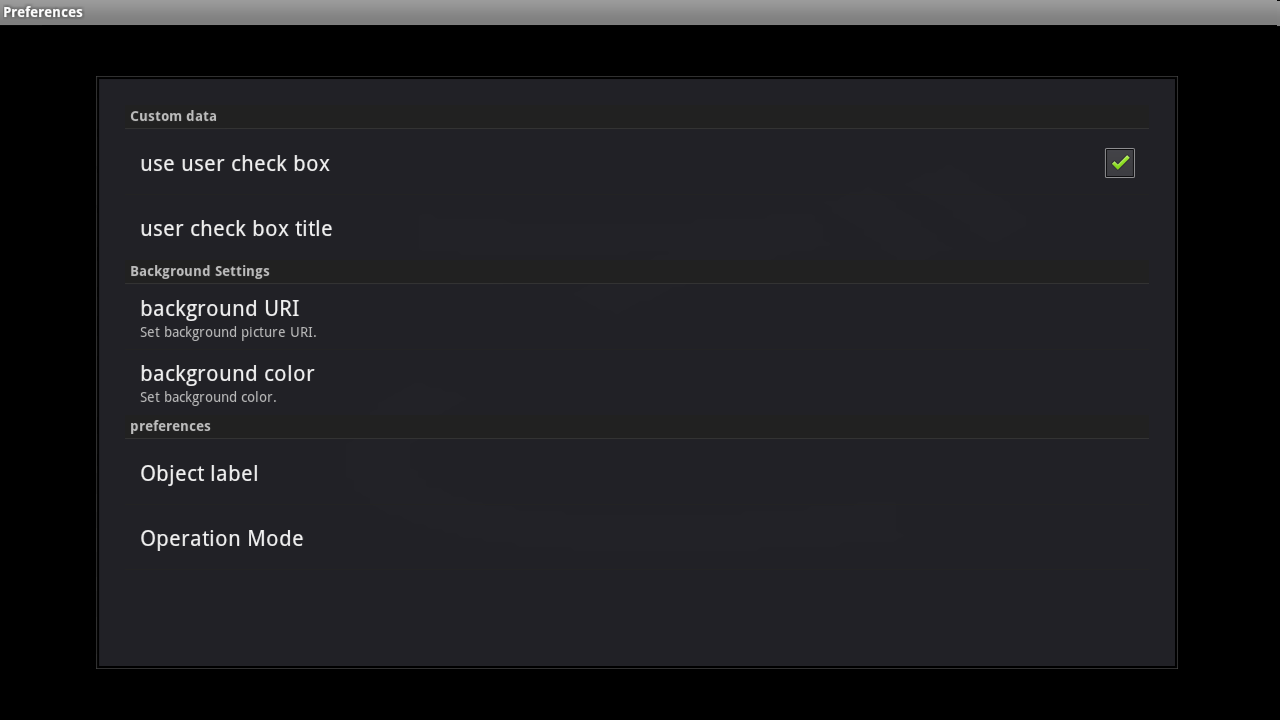 Preferences
Custom data
use user check box
user check box title
Background Settings
background URI
Set background picture URI.
background color
Set background color.
preferences
Object label
Operation Mode